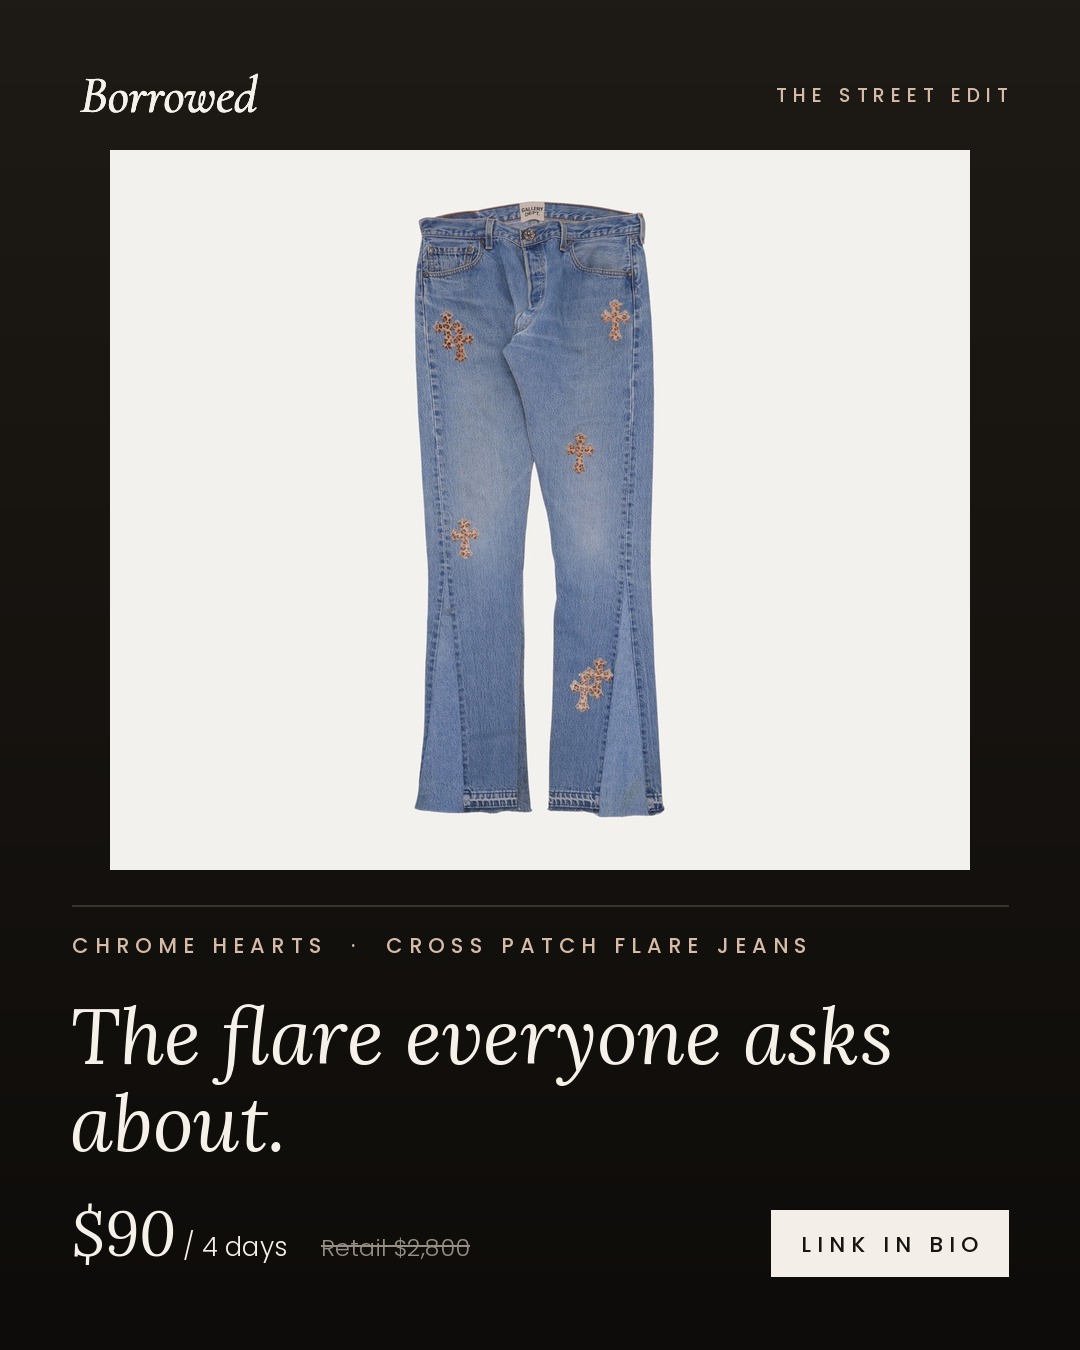 Borrowed
THE STREET EDIT
GALLERY
DEPT.
CHROME HEARTS · CROSS PATCH FLARE JEANS
The flare everyone asks
about.
$90 / 4 days Retail $2,800
LINK IN BIO